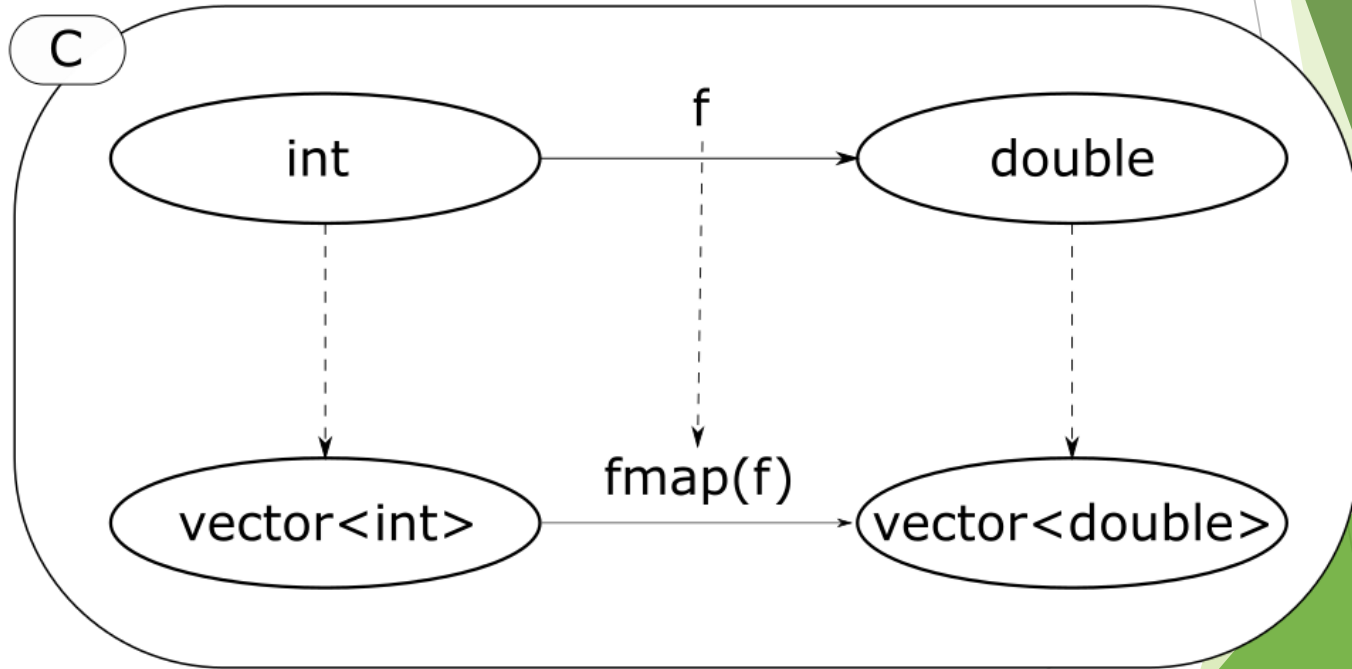 C
f
int
double
fmap(f)
vector<int>
vector<double>